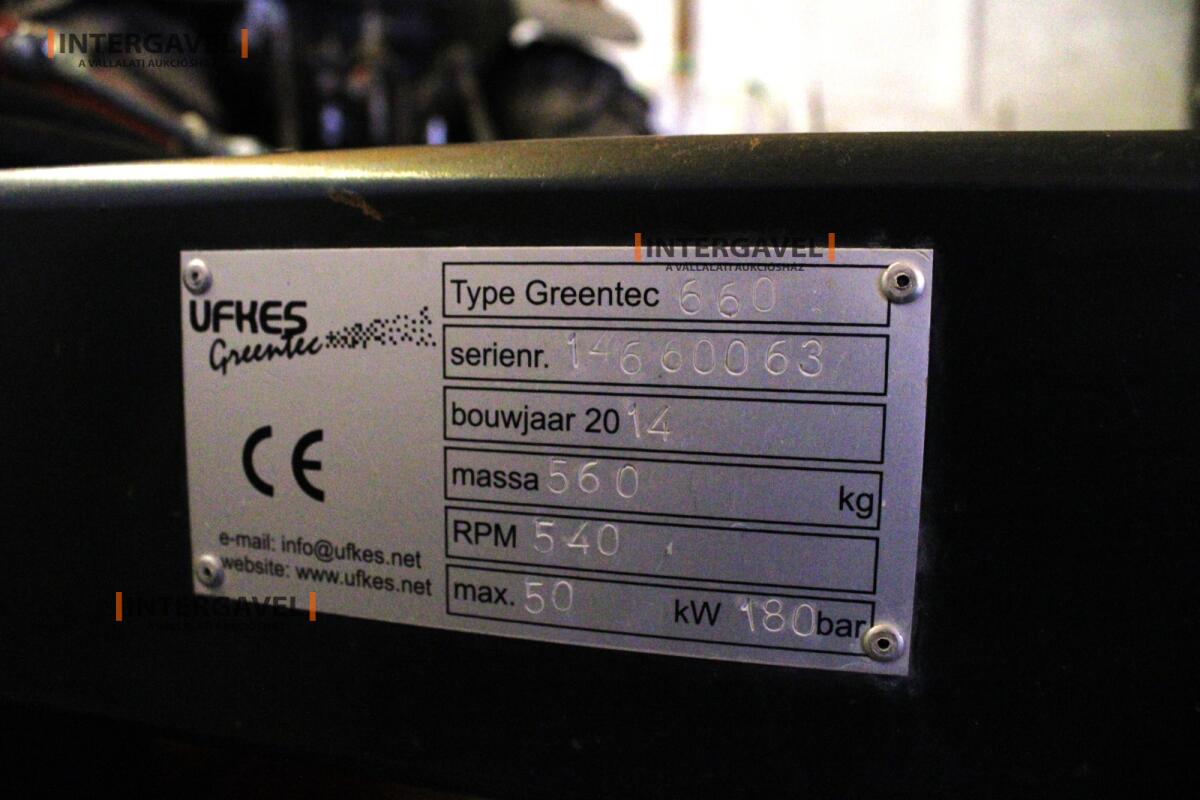 INTERGAVEL
A VÁLLALATI AUKCIÓSHÁZ
INTERGAVEL
A VÁLLALATI AUKCIÓSHÁZ
UFKES
Greentec
Type Greentec 660
serienr. 14660063
bouwjaar 2014
massa 560 kg
RPM 540
max. 50 kW 180 bar
CE
e-mail: info@ufkes.net
website: www.ufkes.net
INTERGAVEL